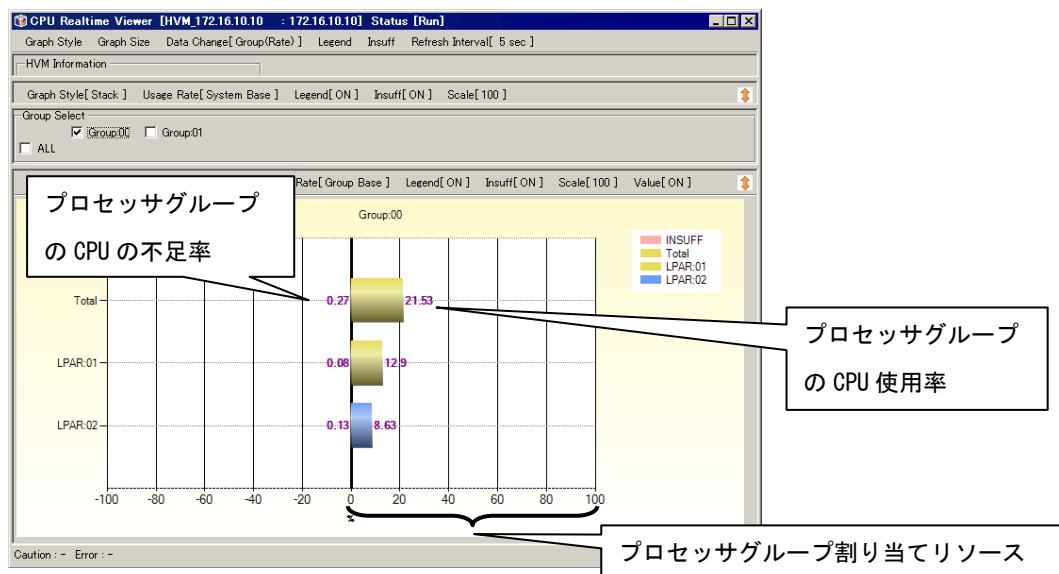 CPU Realtime Viewer [HVM_172.16.10.10 : 172.16.10.10] Status [Run]
Graph Style Graph Size Data Change[ Group(Rate) ] Legend Insuff Refresh Interval[ 5 sec ]
HVM Information
Graph Style[ Stack ] Usage Rate[ System Base ] Legend[ ON ] Insuff[ ON ] Scale[ 100 ]
Group Select
Group:00 Group:01
ALL
Rate[ Group Base ] Legend[ ON ] Insuff[ ON ] Scale[ 100 ] Value[ ON ]
プロセッサグループ
の CPU の不足率
Group:00
INSUFF
Total
LPAR:01
LPAR:02
Total 0.27 21.53
LPAR:01 0.08 12.9
LPAR:02 0.13 8.63
-100 -80 -60 -40 -20 0 20 40 60 80 100
%
プロセッサグループ
の CPU 使用率
プロセッサグループ割り当てリソース
Caution : - Error : -